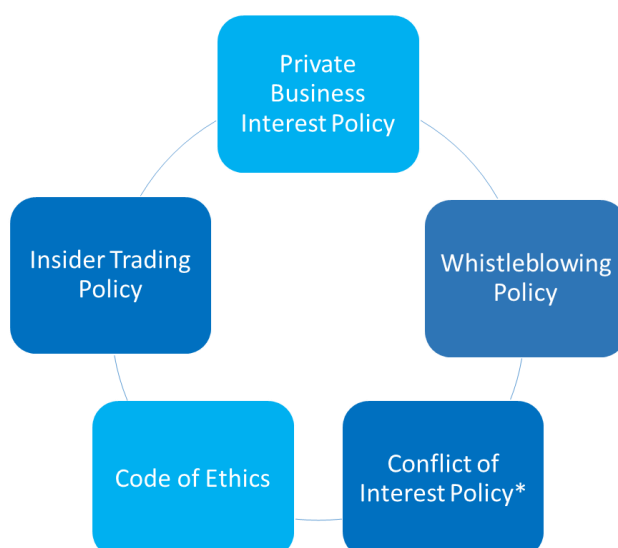 Private
Business
Interest Policy
Insider Trading
Policy
Whistleblowing
Policy
Code of Ethics
Conflict of
Interest Policy*